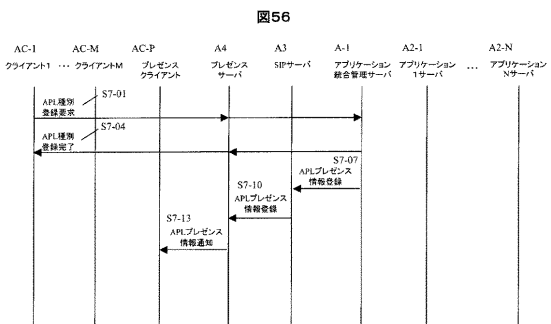 図56
AC-1 AC-M AC-P A4 A3 A-1 A2-1 A2-N
クライアント1 … クライアントM プレゼンス クライアント プレゼンス サーバ SIPサーバ アプリケーション 統合管理サーバ アプリケーション 1サーバ … アプリケーション Nサーバ
S7-01
APL種別
登録要求
S7-04
APL種別
登録完了
S7-07
APLプレゼンス
情報登録
S7-10
APLプレゼンス
情報登録
S7-13
APLプレゼンス
情報通知